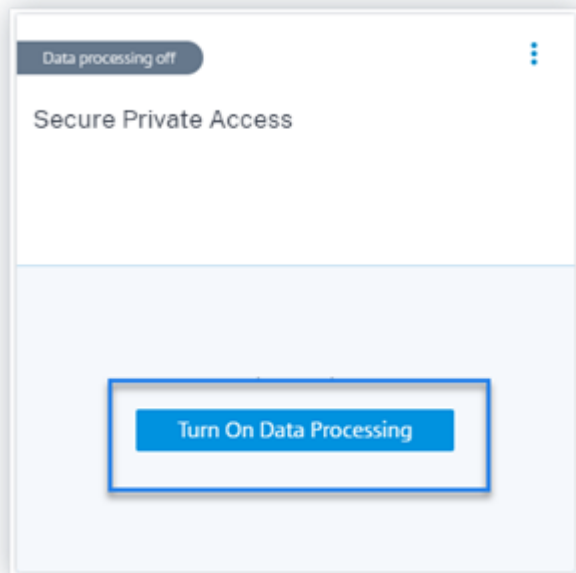 Data processing off
Secure Private Access
Turn On Data Processing